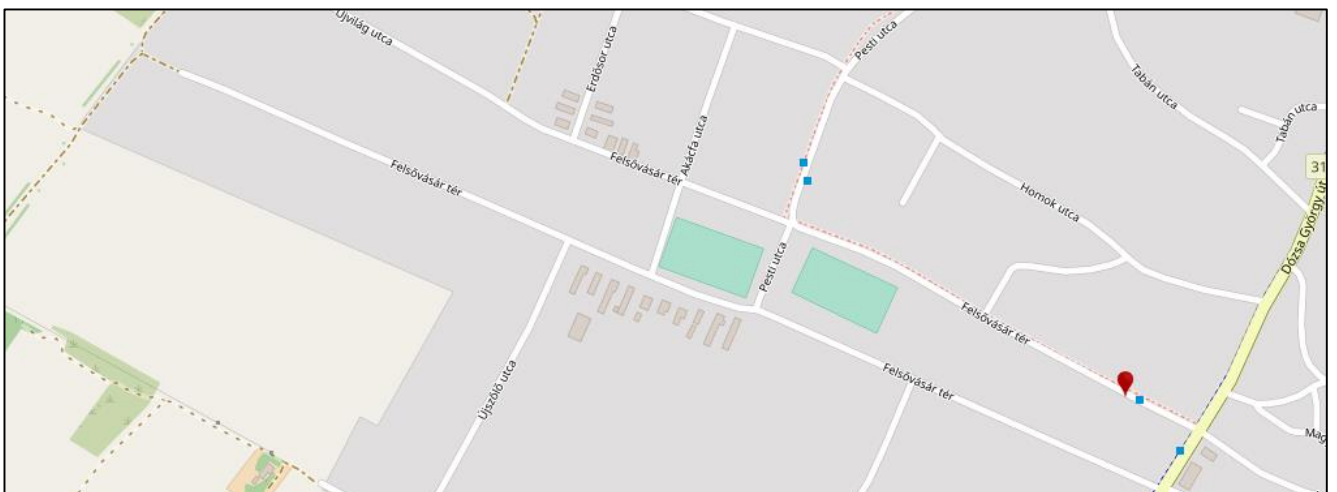 Újvilág utca
Erdősor utca
Pesti utca
Tabán utca
Tabán utca
Akácfa utca
Felsővásár tér
Felsővásár tér
31
Homok utca
Dózsa György út
Pesti utca
Felsővásár tér
Felsővásár tér
Újszőlő utca
Mag